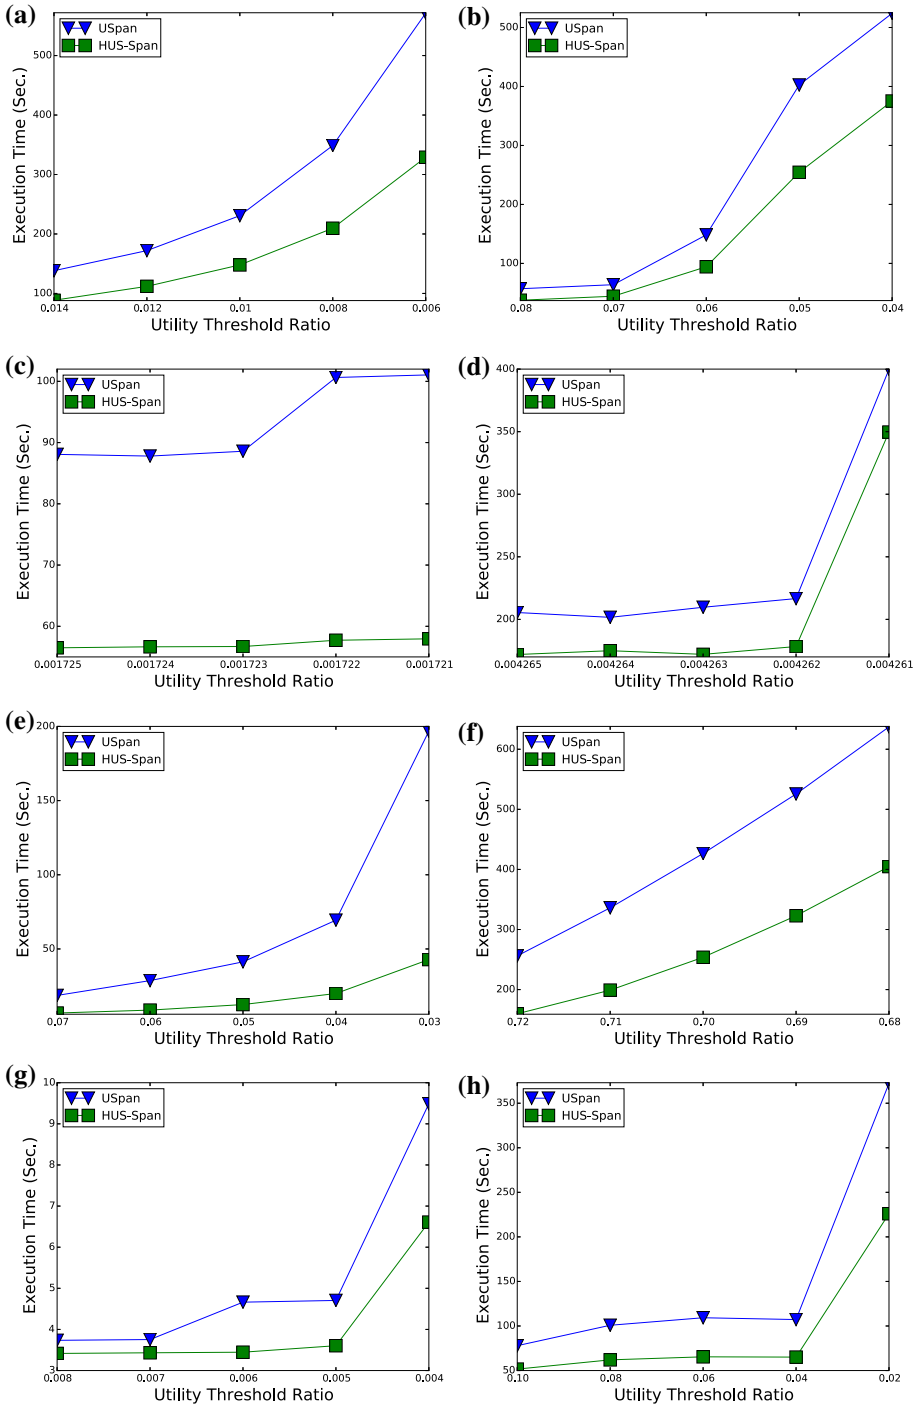 (a)
USpan
HUS-Span
Execution Time (Sec.)
500
400
300
200
100
0.014 0.012 0.01 0.008 0.006
Utility Threshold Ratio
(b)
USpan
HUS-Span
Execution Time (Sec.)
500
400
300
200
100
0.08 0.07 0.06 0.05 0.04
Utility Threshold Ratio
(c)
USpan
HUS-Span
Execution Time (Sec.)
100
90
80
70
60
0.001725 0.001724 0.001723 0.001722 0.001721
Utility Threshold Ratio
(d)
USpan
HUS-Span
Execution Time (Sec.)
400
350
300
250
200
0.004265 0.004264 0.004263 0.004262 0.004261
Utility Threshold Ratio
(e)
USpan
HUS-Span
Execution Time (Sec.)
200
150
100
50
0.07 0.06 0.05 0.04 0.03
Utility Threshold Ratio
(f)
USpan
HUS-Span
Execution Time (Sec.)
600
500
400
300
200
0.72 0.71 0.70 0.69 0.68
Utility Threshold Ratio
(g)
USpan
HUS-Span
Execution Time (Sec.)
10
9
8
7
6
5
4
3
0.008 0.007 0.006 0.005 0.004
Utility Threshold Ratio
(h)
USpan
HUS-Span
Execution Time (Sec.)
350
300
250
200
150
100
50
0.10 0.08 0.06 0.04 0.02
Utility Threshold Ratio